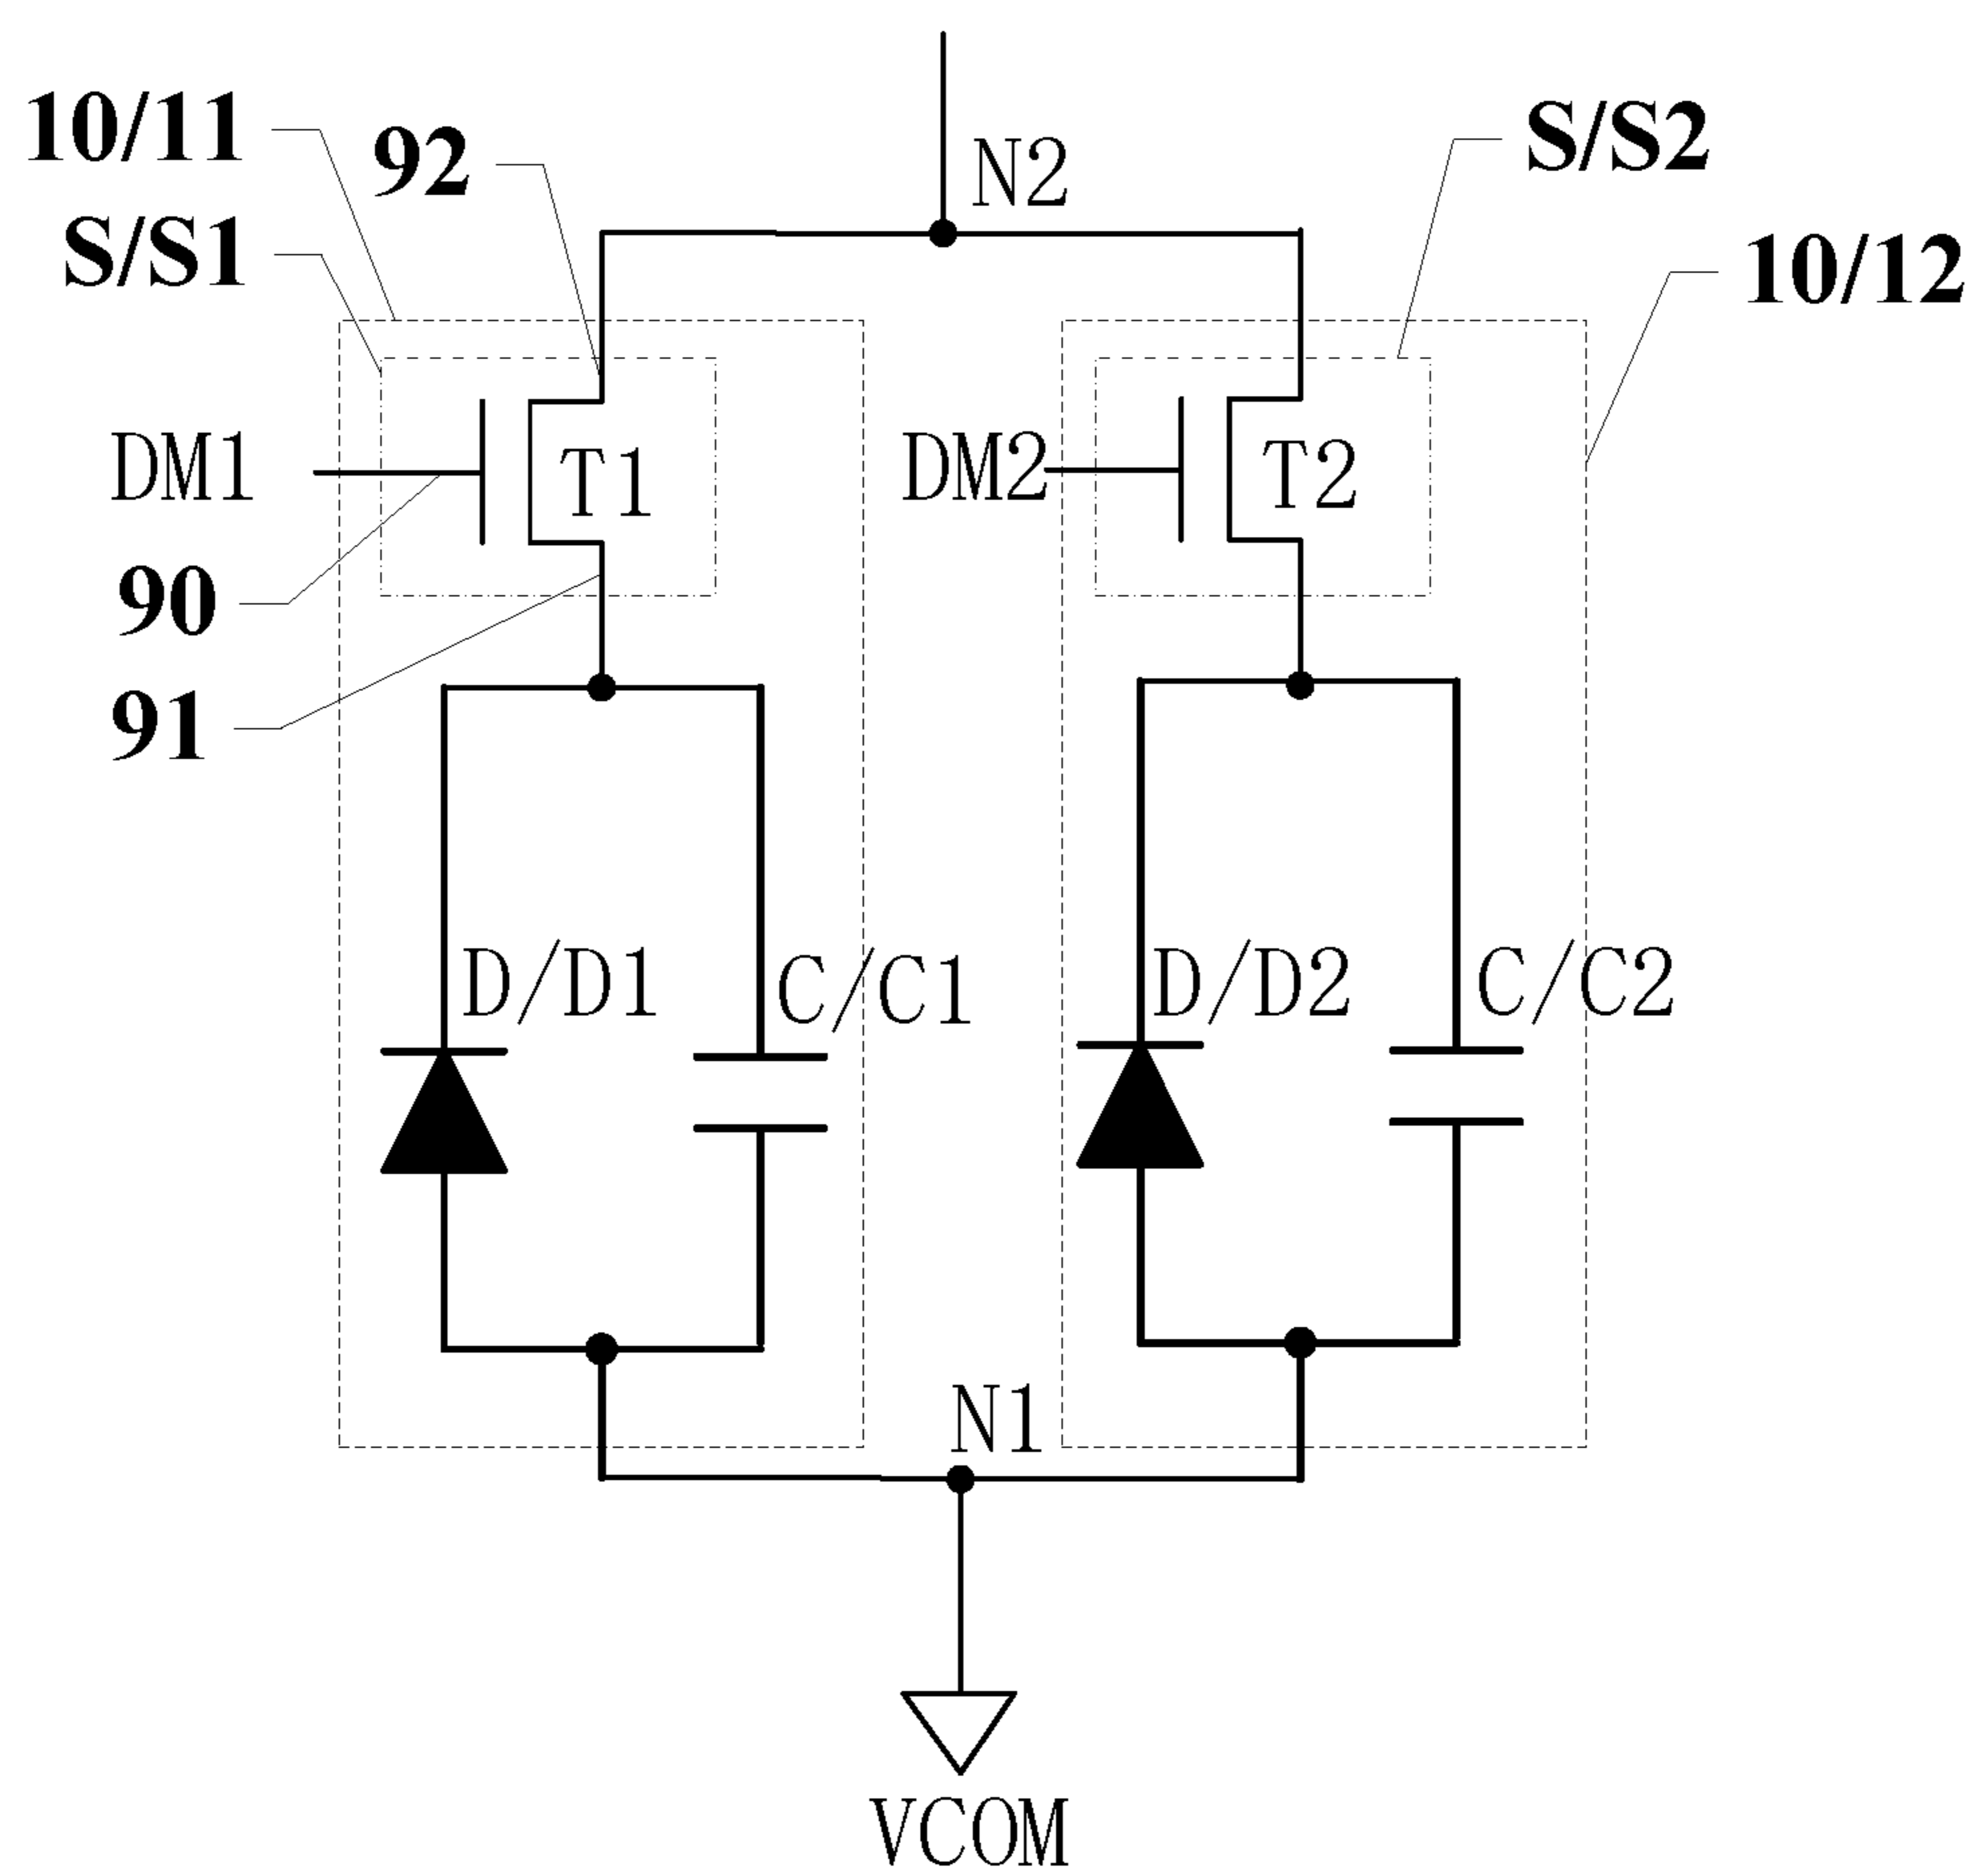 10/11
92
N2
S/S2
S/S1
10/12
DM1
T1
DM2
T2
90
91
D/D1
C/C1
D/D2
C/C2
N1
VCOM